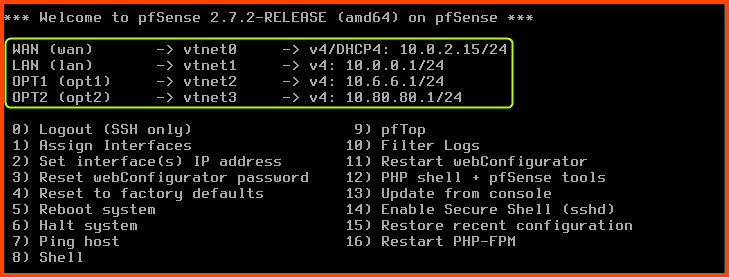 *** Welcome to pfSense 2.7.2-RELEASE (amd64) on pfSense ***
WAN (wan) -> vtnet0 -> v4/DHCP4: 10.0.2.15/24
LAN (lan) -> vtnet1 -> v4: 10.0.0.1/24
OPT1 (opt1) -> vtnet2 -> v4: 10.6.6.1/24
OPT2 (opt2) -> vtnet3 -> v4: 10.80.80.1/24
0) Logout (SSH only) 9) pfTop
1) Assign Interfaces 10) Filter Logs
2) Set interface(s) IP address 11) Restart webConfigurator
3) Reset webConfigurator password 12) PHP shell + pfSense tools
4) Reset to factory defaults 13) Update from console
5) Reboot system 14) Enable Secure Shell (sshd)
6) Halt system 15) Restore recent configuration
7) Ping host 16) Restart PHP-FPM
8) Shell